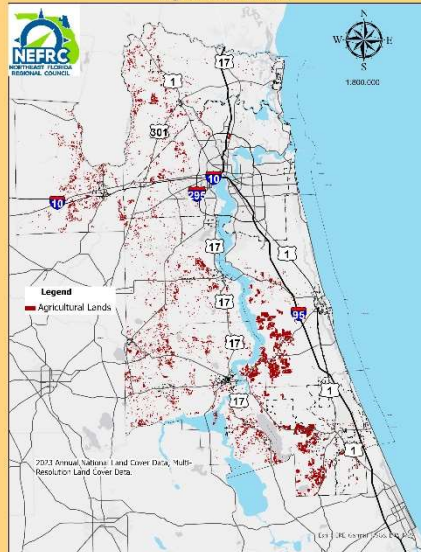 NEFRC
NORTHEAST FLORIDA
REGIONAL COUNCIL
N
W
E
S
1:800,000
17
1
301
10
295
10
17
1
17
95
17
17
1
1
Legend
Agricultural Lands
2023 Annual National Land Cover Data, Multi-
Resolution Land Cover Data.